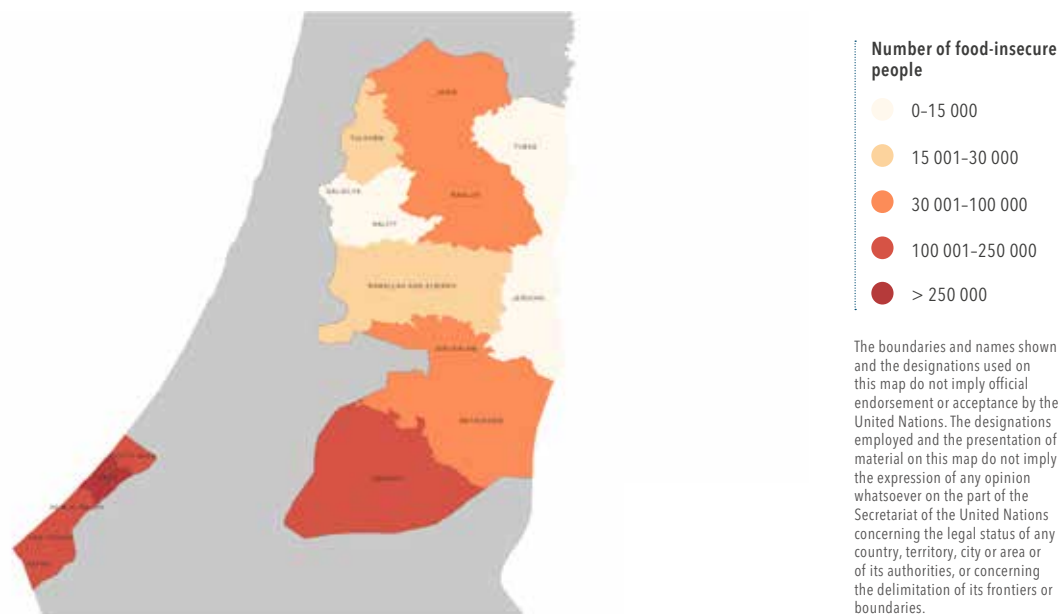 JENIN
TUBAS
TULKARM
NABLUS
QALQILYA
SALFIT
RAMALLAH AND ALBIREH
JERICHO
JERUSALEM
BETHLEHEM
HEBRON
RAFAH
Number of food-insecure
people
0–15 000
15 001–30 000
30 001–100 000
100 001–250 000
> 250 000
The boundaries and names shown
and the designations used on
this map do not imply official
endorsement or acceptance by the
United Nations. The designations
employed and the presentation of
material on this map do not imply
the expression of any opinion
whatsoever on the part of the
Secretariat of the United Nations
concerning the legal status of any
country, territory, city or area or
of its authorities, or concerning
the delimitation of its frontiers or
boundaries.